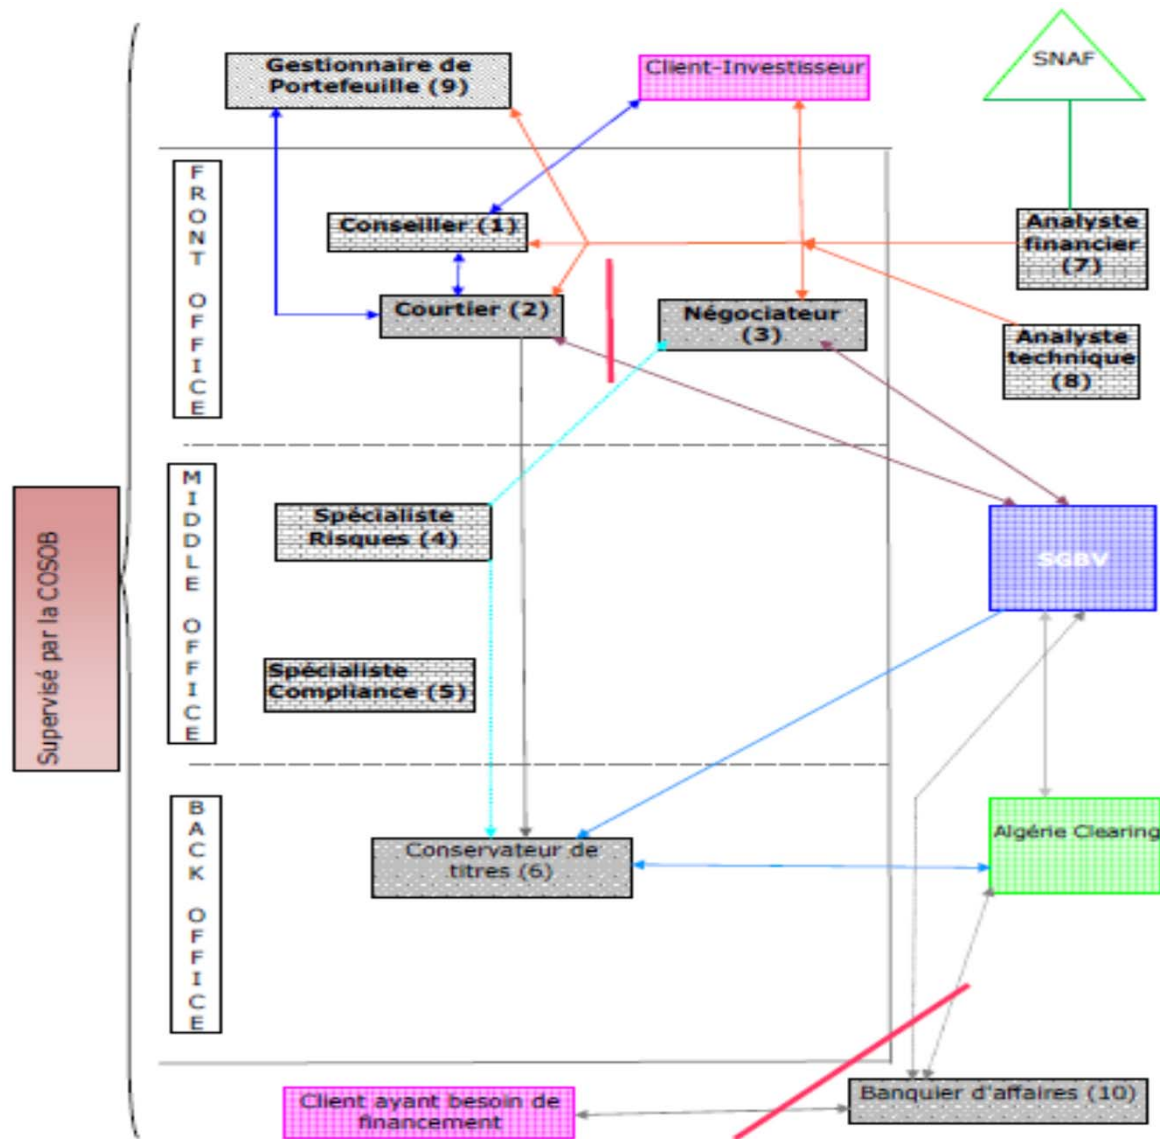 Gestionnaire de
Portefeuille (9)
Client-Investisseur
SNAF
FRONT OFFICE
Conseiller (1)
Analyste
financier
(7)
Courtier (2)
Négociateur
(3)
Analyste
technique
(8)
Supervisé par la COSOB
MIDDLE OFFICE
Spécialiste
Risques (4)
SGBV
Spécialiste
Compliance (5)
BACK OFFICE
Conservateur de
titres (6)
Algérie Clearing
Client ayant besoin de
financement
Banquier d'affaires (10)